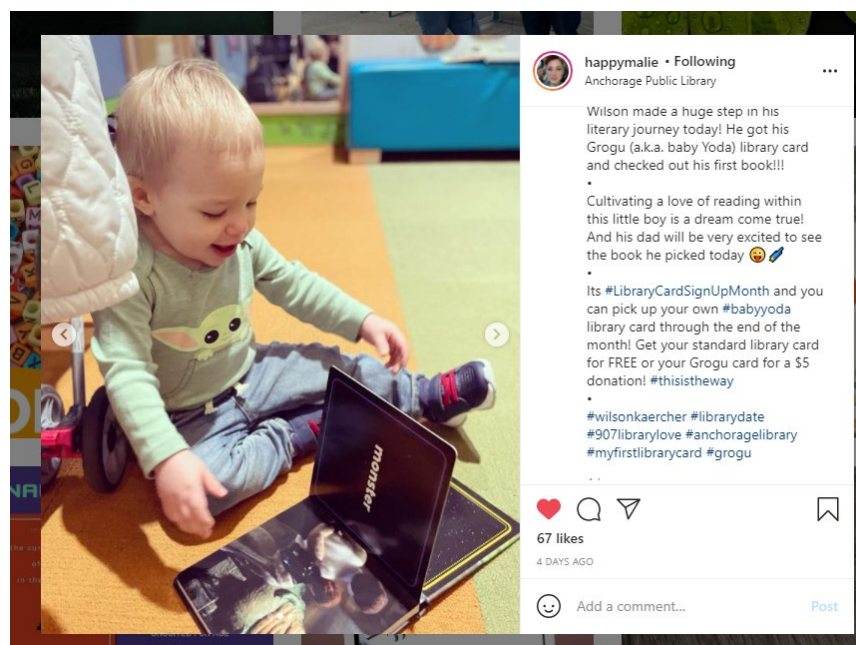 happymalie • Following
Anchorage Public Library
Wilson made a huge step in his
literary journey today! He got his
Grogu (a.k.a. baby Yoda) library card
and checked out his first book!!!
•
Cultivating a love of reading within
this little boy is a dream come true!
And his dad will be very excited to see
the book he picked today 😜🍾
•
Its #LibraryCardSignUpMonth and you
can pick up your own #babyyoda
library card through the end of the
month! Get your standard library card
for FREE or your Grogu card for a $5
donation! #thisistheway
•
#wilsonkaercher #librarydate
#907librarylove #anchoragelibrary
#myfirstlibrarycard #grogu
67 likes
4 DAYS AGO
Add a comment... Post
monster